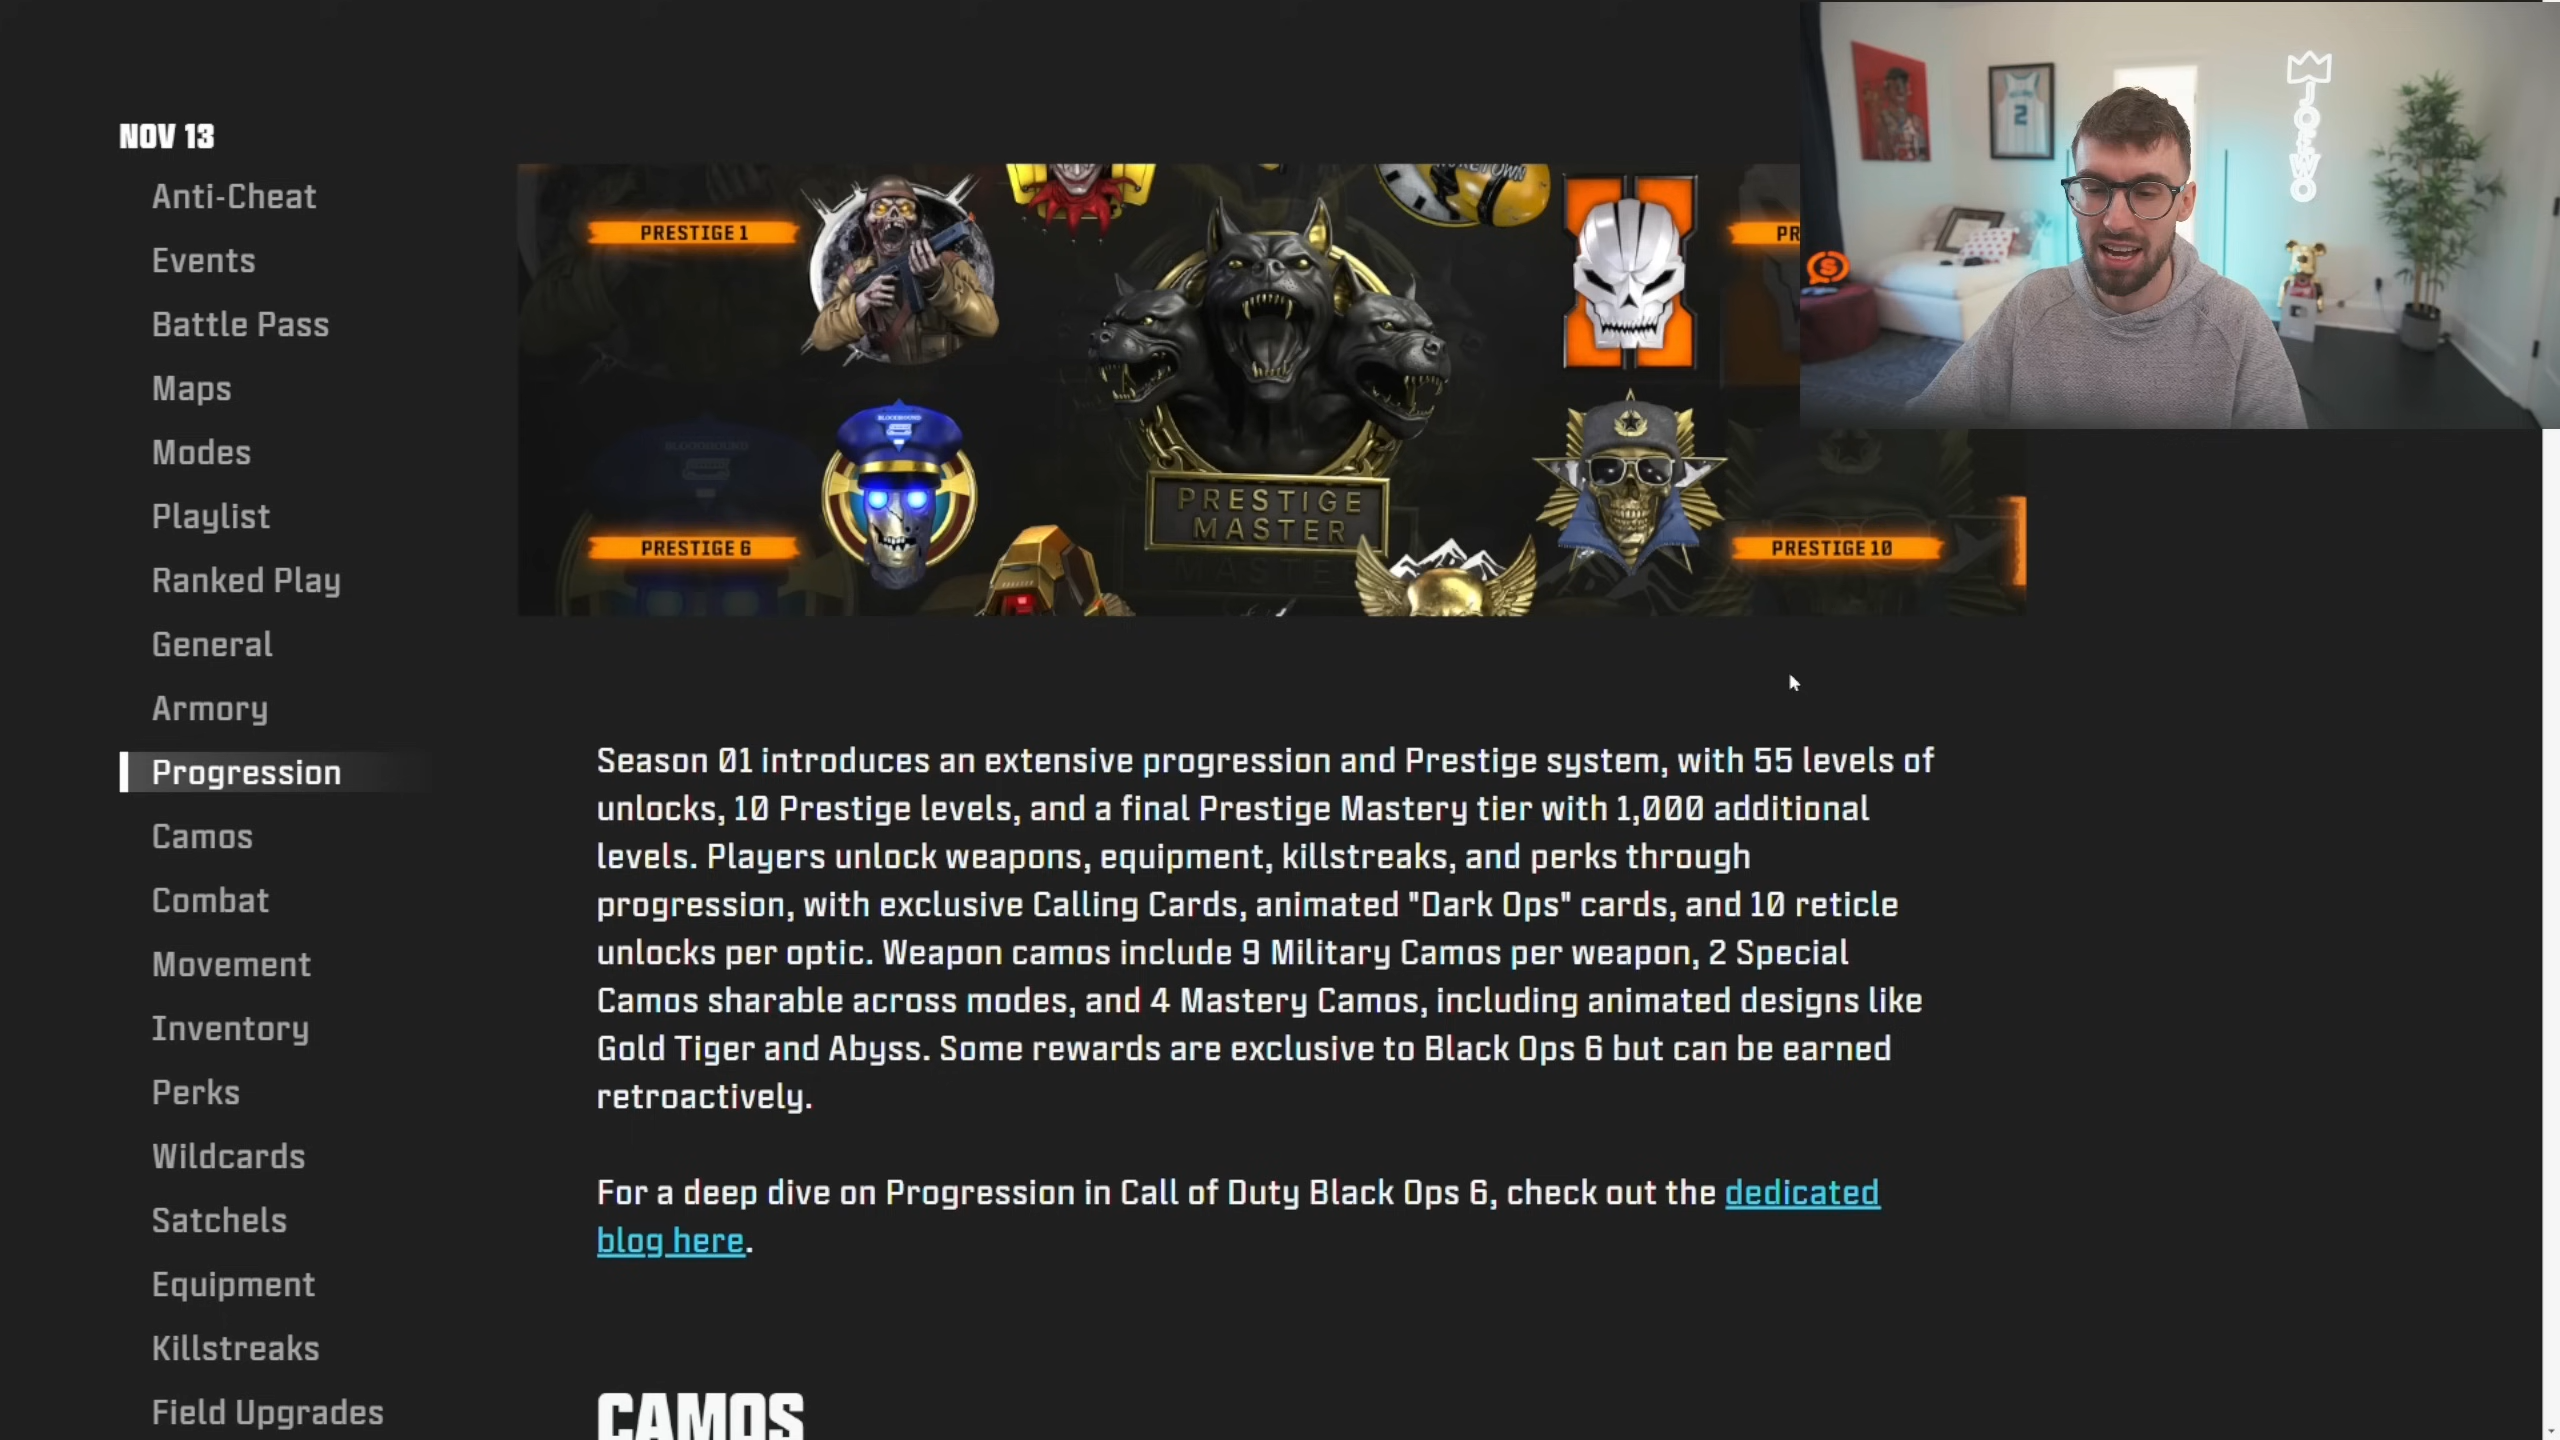 NOV 13
Anti-Cheat
Events
Battle Pass
Maps
Modes
Playlist
Ranked Play
General
Armory
Progression
Camos
Combat
Movement
Inventory
Perks
Wildcards
Satchels
Equipment
Killstreaks
Field Upgrades
PRESTIGE 1
NUKETOWN
PR
BLOODHOUND
PRESTIGE
MASTER
PRESTIGE 6
PRESTIGE 10
JOEWO
2
Season 01 introduces an extensive progression and Prestige system, with 55 levels of
unlocks, 10 Prestige levels, and a final Prestige Mastery tier with 1,000 additional
levels. Players unlock weapons, equipment, killstreaks, and perks through
progression, with exclusive Calling Cards, animated "Dark Ops" cards, and 10 reticle
unlocks per optic. Weapon camos include 9 Military Camos per weapon, 2 Special
Camos sharable across modes, and 4 Mastery Camos, including animated designs like
Gold Tiger and Abyss. Some rewards are exclusive to Black Ops 6 but can be earned
retroactively.
For a deep dive on Progression in Call of Duty Black Ops 6, check out the dedicated
blog here.
CAMOS